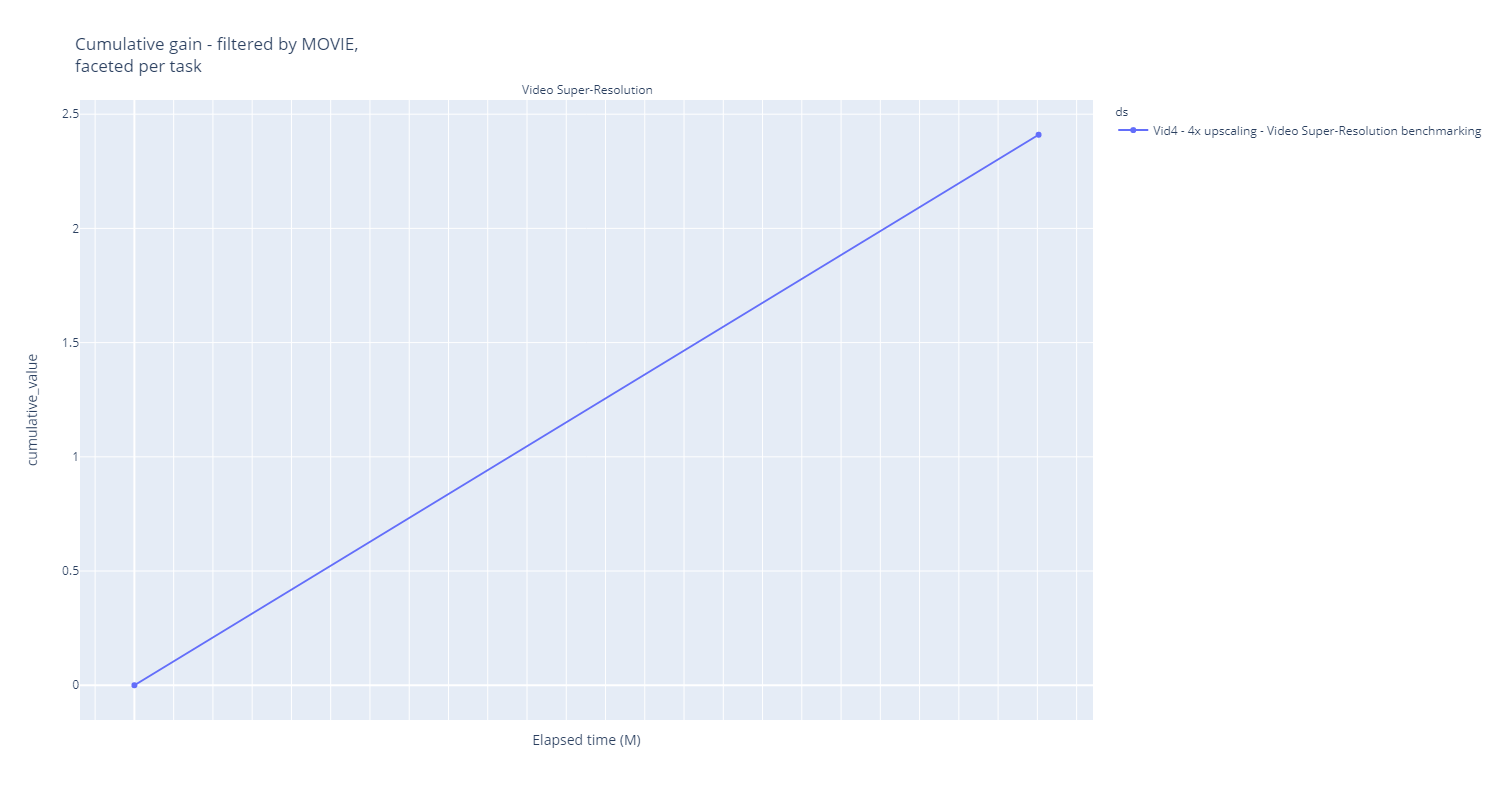 Cumulative gain - filtered by MOVIE,
faceted per task
Video Super-Resolution
ds
Vid4 - 4x upscaling - Video Super-Resolution benchmarking
2.5
2
1.5
1
0.5
0
cumulative_value
Elapsed time (M)